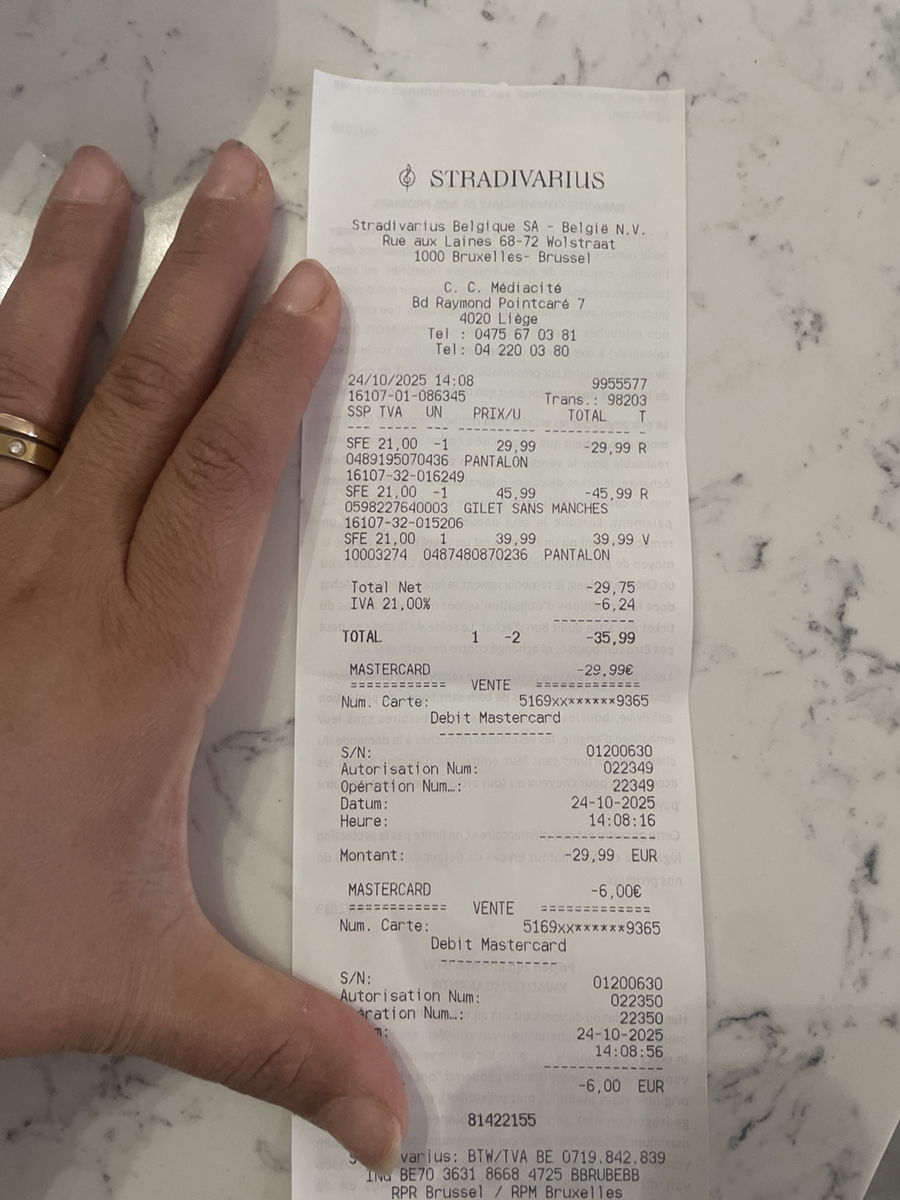 STRADIVARIUS
Stradivarius Belgique SA - België N.V.
Rue aux Laines 68-72 Wolstraat
1000 Bruxelles- Brussel
C. C. Médiacité
Bd Raymond Pointcaré 7
4020 Liège
Tel : 0475 67 03 81
Tel: 04 220 03 80
24/10/2025 14:08 9955577
16107-01-086345 Trans.: 98203
SSP TVA UN PRIX/U TOTAL T
--- ----- --- ---------- ----------- -
SFE 21,00 -1 29,99 -29,99 R
0489195070436 PANTALON
16107-32-016249
SFE 21,00 -1 45,99 -45,99 R
0598227640003 GILET SANS MANCHES
16107-32-015206
SFE 21,00 1 39,99 39,99 V
10003274 0487480870236 PANTALON
Total Net -29,75
IVA 21,00% -6,24
----------
TOTAL 1 -2 -35,99
MASTERCARD -29,99€
============ VENTE =============
Num. Carte: 5169xx******9365
Debit Mastercard
--------------
S/N: 01200630
Autorisation Num: 022349
Opération Num…: 22349
Datum: 24-10-2025
Heure: 14:08:16
--------------
Montant: -29,99 EUR
MASTERCARD -6,00€
============ VENTE =============
Num. Carte: 5169xx******9365
Debit Mastercard
--------------
S/N: 01200630
Autorisation Num: 022350
ération Num…: 22350
24-10-2025
14:08:56
--------------
-6,00 EUR
81422155
varius: BTW/TVA BE 0719.842.839
ING BE70 3631 8668 4725 BBRUBEBB
RPR Brussel / RPM Bruxelles